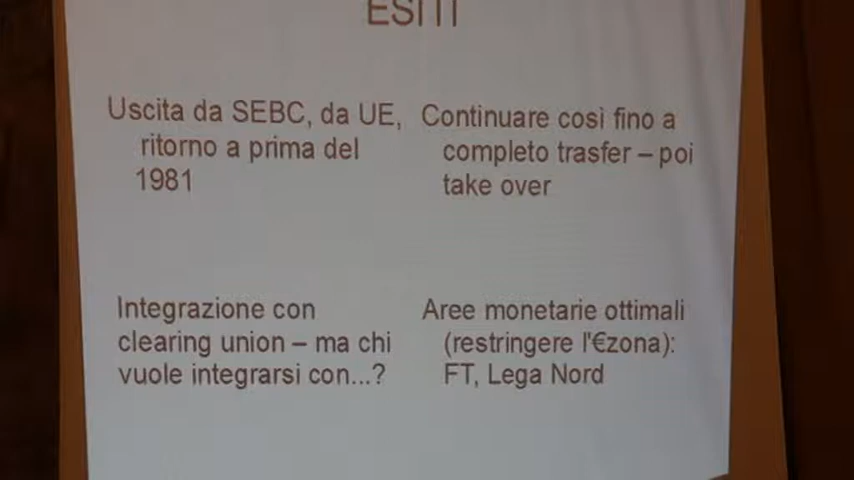 ESITI
Uscita da SEBC, da UE,
ritorno a prima del
1981
Continuare così fino a
completo trasfer – poi
take over
Integrazione con
clearing union – ma chi
vuole integrarsi con...?
Aree monetarie ottimali
(restringere l'€zona):
FT, Lega Nord